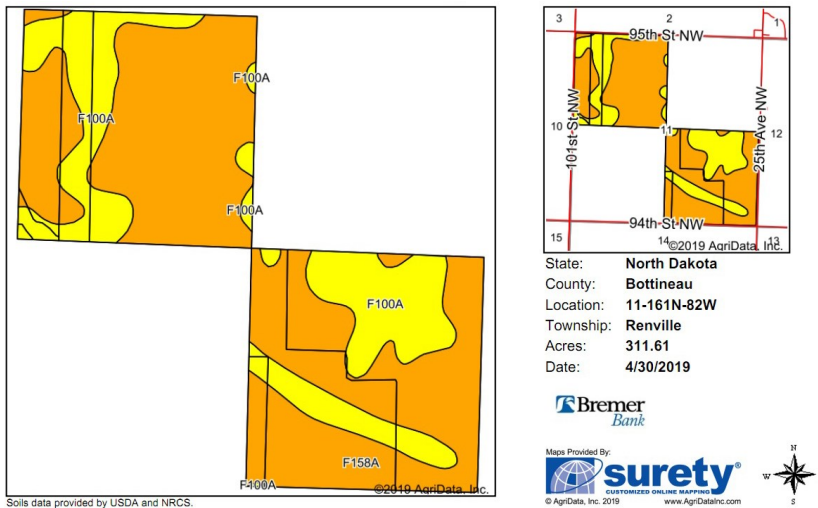 F100A
F100A
F100A
F100A
F158A
F100A
©2019 AgriData, Inc.
Soils data provided by USDA and NRCS.
3
2
1
95th St NW
101st St NW
25th Ave NW
10
11
12
94th St NW
15
14
13
©2019 AgriData, Inc.
State: North Dakota
County: Bottineau
Location: 11-161N-82W
Township: Renville
Acres: 311.61
Date: 4/30/2019
Bremer
Bank
Maps Provided By:
surety®
CUSTOMIZED ONLINE MAPPING
© AgriData, Inc. 2019 www.AgriDataInc.com
N
W E
S